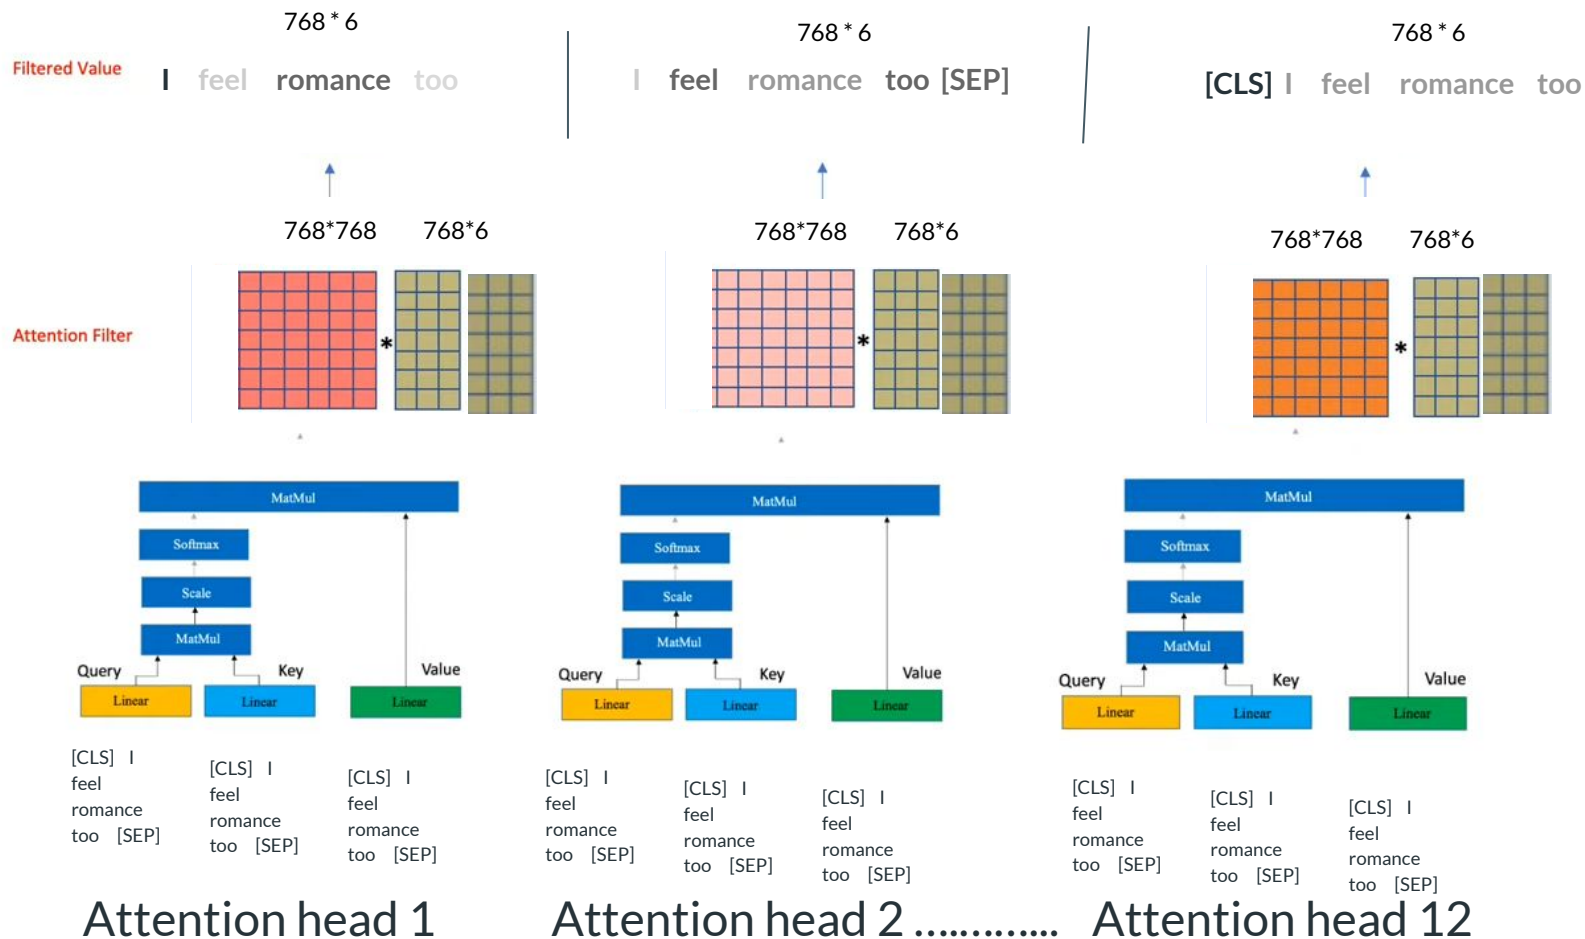 768 * 6
768 * 6
768 * 6
Filtered Value
I feel romance too
I feel romance too [SEP]
[CLS] I feel romance too
768*768 768*6
768*768 768*6
768*768 768*6
Attention Filter
*
*
*
MatMul
Softmax
Scale
MatMul
Query Key Value
Linear Linear Linear
MatMul
Softmax
Scale
MatMul
Query Key Value
Linear Linear Linear
MatMul
Softmax
Scale
MatMul
Query Key Value
Linear Linear Linear
[CLS] I
feel
romance
too [SEP]
[CLS] I
feel
romance
too [SEP]
[CLS] I
feel
romance
too [SEP]
[CLS] I
feel
romance
too [SEP]
[CLS] I
feel
romance
too [SEP]
[CLS] I
feel
romance
too [SEP]
[CLS] I
feel
romance
too [SEP]
[CLS] I
feel
romance
too [SEP]
[CLS] I
feel
romance
too [SEP]
Attention head 1
Attention head 2 ............
Attention head 12